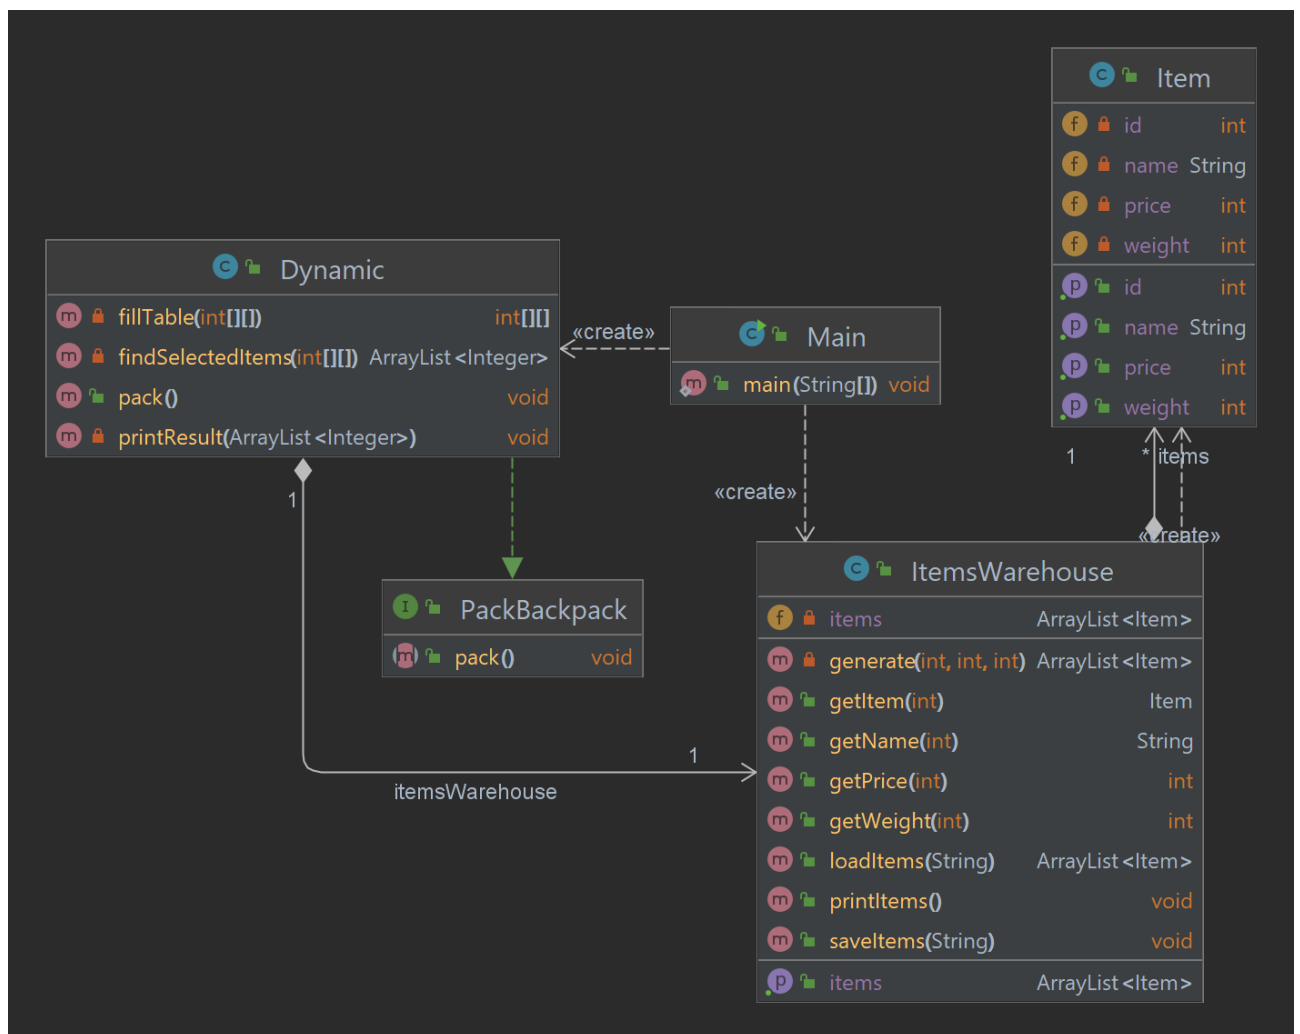 Item
id int
name String
price int
weight int
id int
name String
price int
weight int
1 * items
«create»
Dynamic
fillTable(int[][]) int[][]
findSelectedItems(int[][]) ArrayList<Integer>
pack() void
printResult(ArrayList<Integer>) void
1
«create»
Main
main(String[]) void
«create»
PackBackpack
pack() void
1
itemsWarehouse
ItemsWarehouse
items ArrayList<Item>
generate(int, int, int) ArrayList<Item>
getItem(int) Item
getName(int) String
getPrice(int) int
getWeight(int) int
loadItems(String) ArrayList<Item>
printItems() void
saveItems(String) void
items ArrayList<Item>